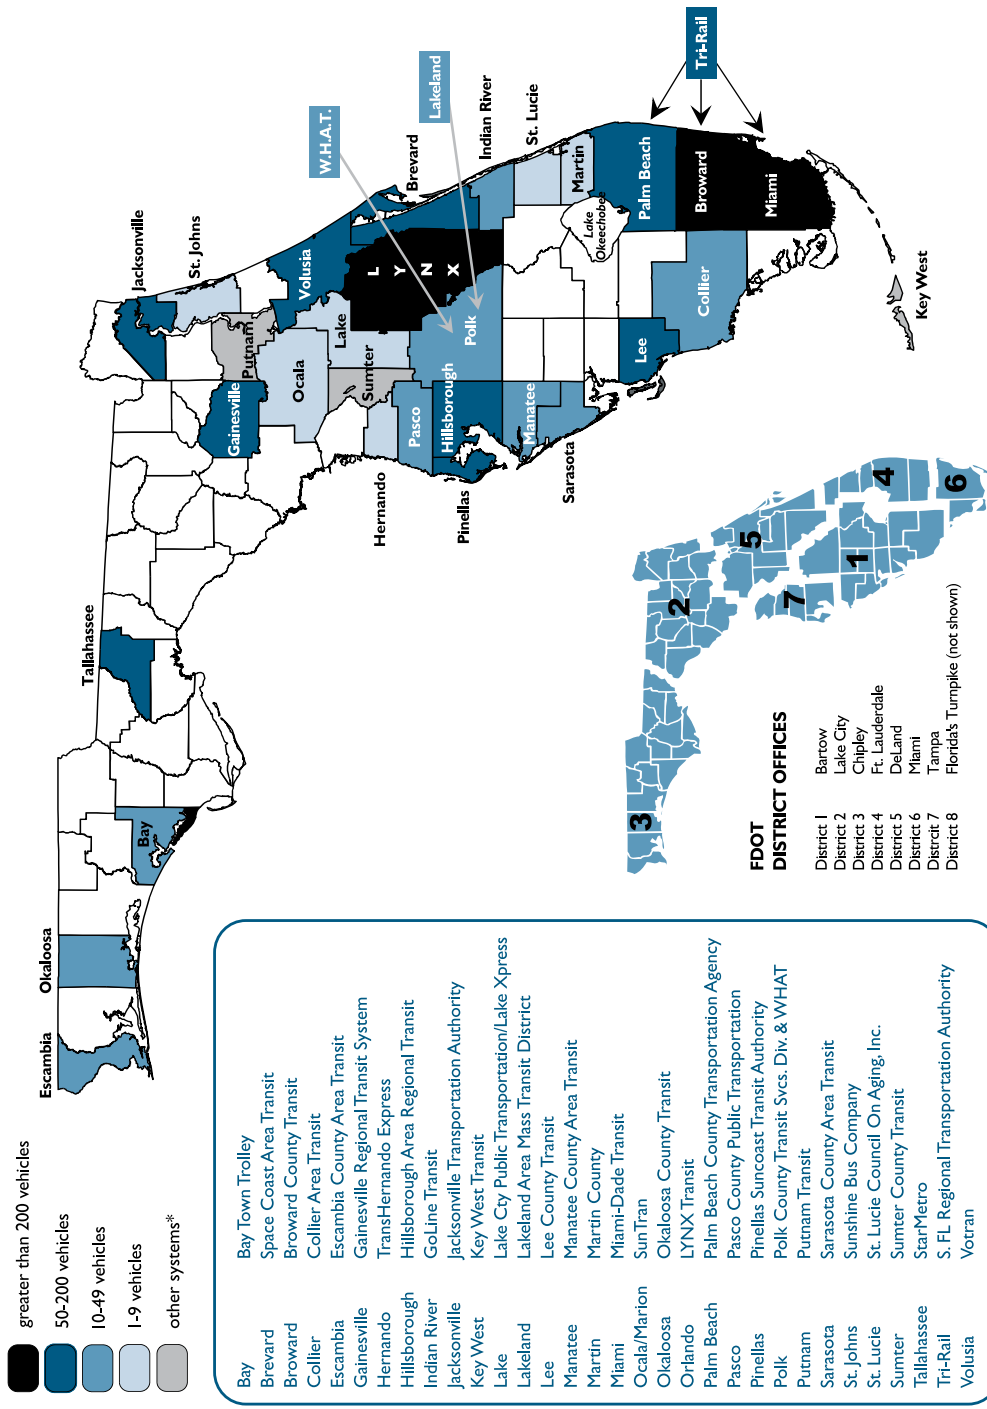 greater than 200 vehicles
50-200 vehicles
10-49 vehicles
1-9 vehicles
other systems*
Escambia
Okaloosa
Bay
Tallahassee
Jacksonville
St. Johns
Putnam
Gainesville
Volusia
Ocala
Lake
Sumter
L Y N X
Brevard
W.H.A.T.
Lakeland
Indian River
St. Lucie
Martin
Lake
Okeechobee
Palm Beach
Broward
Miami
Tri-Rail
Hernando
Pasco
Hillsborough
Pinellas
Polk
Manatee
Sarasota
Lee
Collier
Key West
Bay Bay Town Trolley
Brevard Space Coast Area Transit
Broward Broward County Transit
Collier Collier Area Transit
Escambia Escambia County Area Transit
Gainesville Gainesville Regional Transit System
Hernando TransHernando Express
Hillsborough Hillsborough Area Regional Transit
Indian River GoLine Transit
Jacksonville Jacksonville Transportation Authority
Key West Key West Transit
Lake Lake Cty Public Transportation/Lake Xpress
Lakeland Lakeland Area Mass Transit District
Lee Lee County Transit
Manatee Manatee County Area Transit
Martin Martin County
Miami Miami-Dade Transit
Ocala/Marion SunTran
Okaloosa Okaloosa County Transit
Orlando LYNX Transit
Palm Beach Palm Beach County Transportation Agency
Pasco Pasco County Public Transportation
Pinellas Pinellas Suncoast Transit Authority
Polk Polk County Transit Svcs. Div. & WHAT
Putnam Putnam Transit
Sarasota Sarasota County Area Transit
St. Johns Sunshine Bus Company
St. Lucie St. Lucie Council On Aging, Inc.
Sumter Sumter County Transit
Tallahassee StarMetro
Tri-Rail S. FL Regional Transportation Authority
Volusia Votran
FDOT
DISTRICT OFFICES
District 1 Bartow
District 2 Lake City
District 3 Chipley
District 4 Ft. Lauderdale
District 5 DeLand
District 6 Miami
Distrcit 7 Tampa
District 8 Florida's Turnpike (not shown)
3
2
5
7
1
4
6